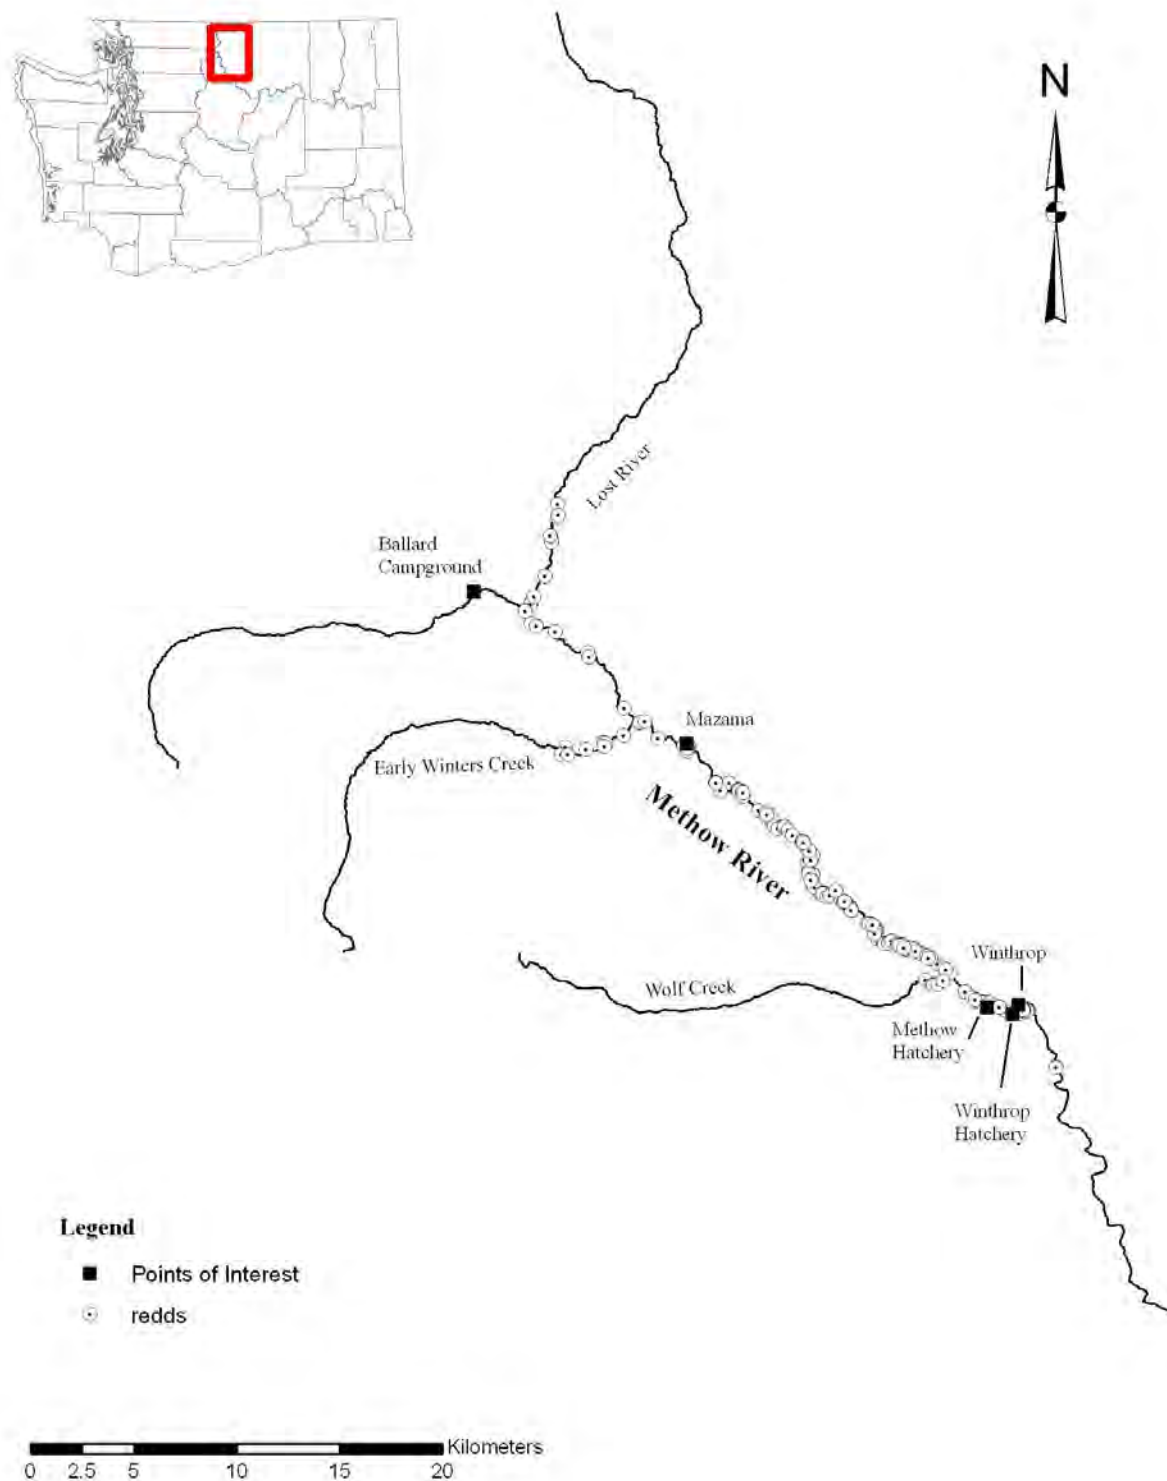 N
Lost River
Ballard
Campground
Mazama
Early Winters Creek
Methow River
Winthrop
Wolf Creek
Methow
Hatchery
Winthrop
Hatchery
Legend
Points of Interest
redds
Kilometers
0 2.5 5 10 15 20